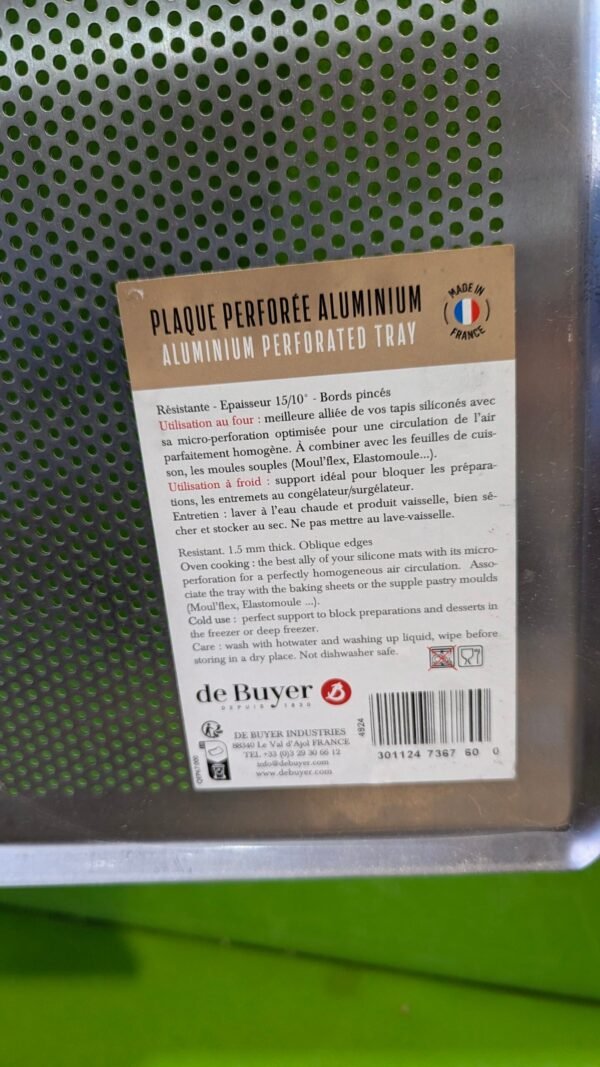 PLAQUE PERFORÉE ALUMINIUM
ALUMINIUM PERFORATED TRAY
MADE IN
FRANCE
Résistante - Epaisseur 15/10° - Bords pincés
Utilisation au four : meilleure alliée de vos tapis siliconés avec
sa micro-perforation optimisée pour une circulation de l'air
parfaitement homogène. À combiner avec les feuilles de cuis-
son, les moules souples (Moul'flex, Elastomoule...).
Utilisation à froid : support idéal pour bloquer les prépara-
tions, les entremets au congélateur/surgélateur.
Entretien : laver à l'eau chaude et produit vaisselle, bien sé-
cher et stocker au sec. Ne pas mettre au lave-vaisselle.
Resistant. 1.5 mm thick. Oblique edges
Oven cooking : the best ally of your silicone mats with its micro-
perforation for a perfectly homogeneous air circulation. Asso-
ciate the tray with the baking sheets or the supple pastry moulds
(Moul'flex, Elastomoule ...).
Cold use : perfect support to block preparations and desserts in
the freezer or deep freezer.
Care : wash with hotwater and washing up liquid, wipe before
storing in a dry place. Not dishwasher safe.
de Buyer
DEPUIS 1830
DE BUYER INDUSTRIES
88340 Le Val d'Ajol FRANCE
TEL +33 (0)3 29 30 66 12
info@debuyer.com
www.debuyer.com
4924
3011247367600